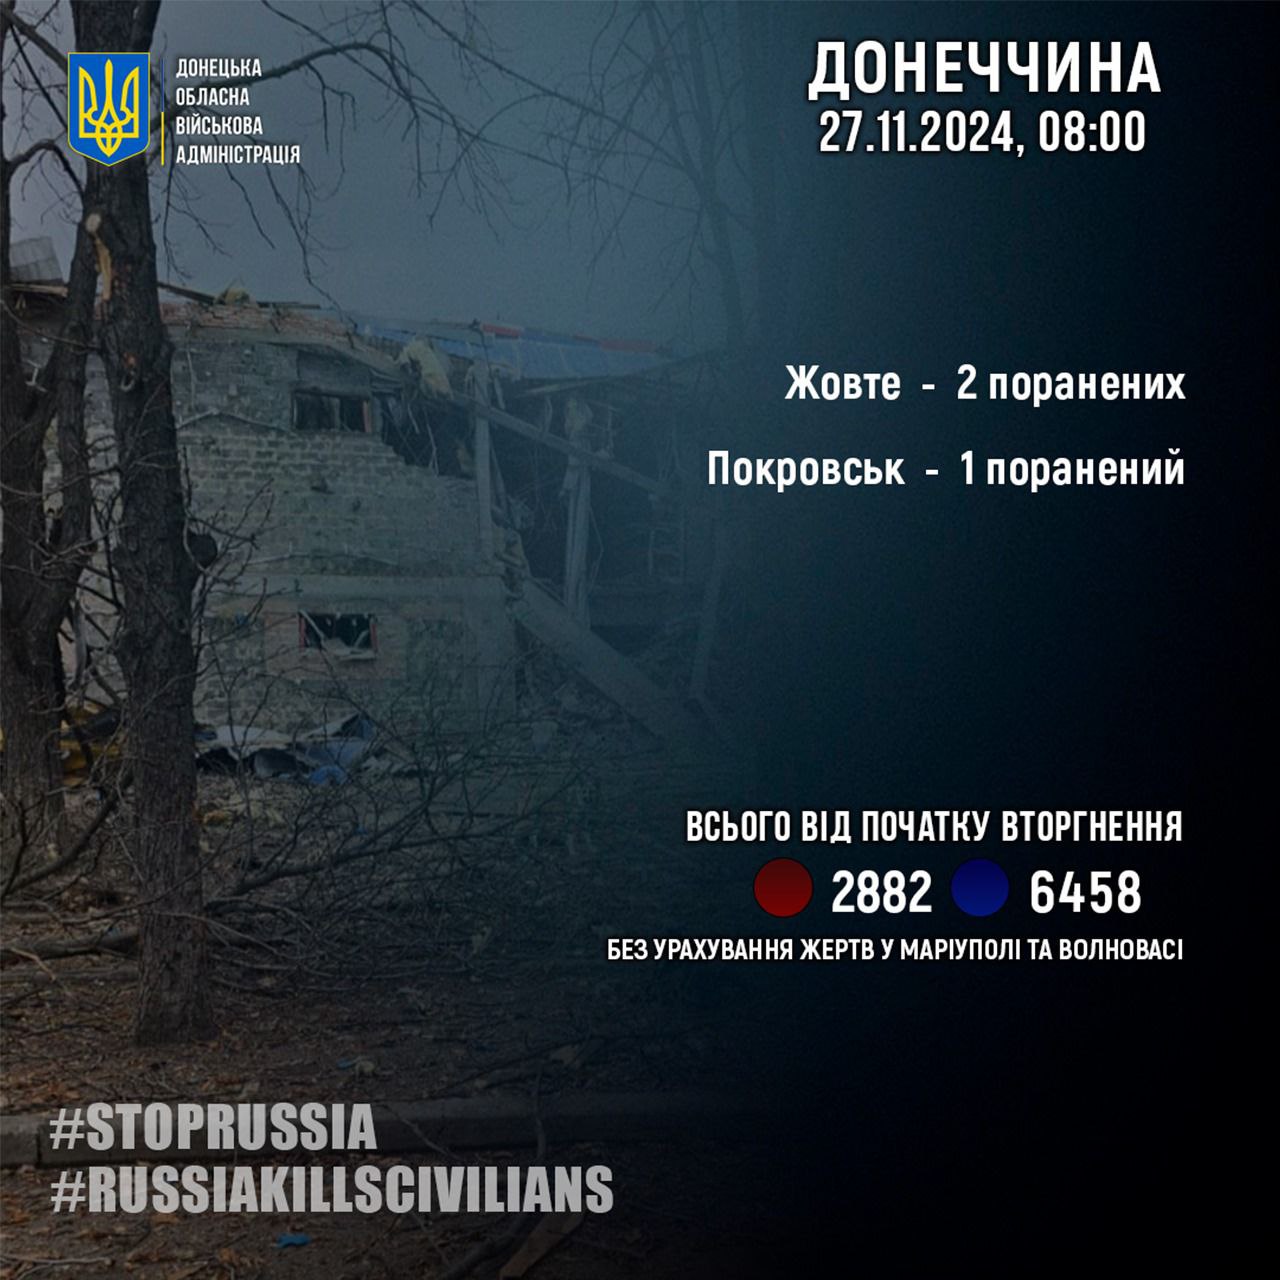 ДОНЕЦЬКА
ОБЛАСНА
ВІЙСЬКОВА
АДМІНІСТРАЦІЯ
ДОНЕЧЧИНА
27.11.2024, 08:00
Жовте - 2 поранених
Покровськ - 1 поранений
ВСЬОГО ВІД ПОЧАТКУ ВТОРГНЕННЯ
2882 6458
БЕЗ УРАХУВАННЯ ЖЕРТВ У МАРІУПОЛІ ТА ВОЛНОВАСІ
#STOPRUSSIA
#RUSSIAKILLSCIVILIANS